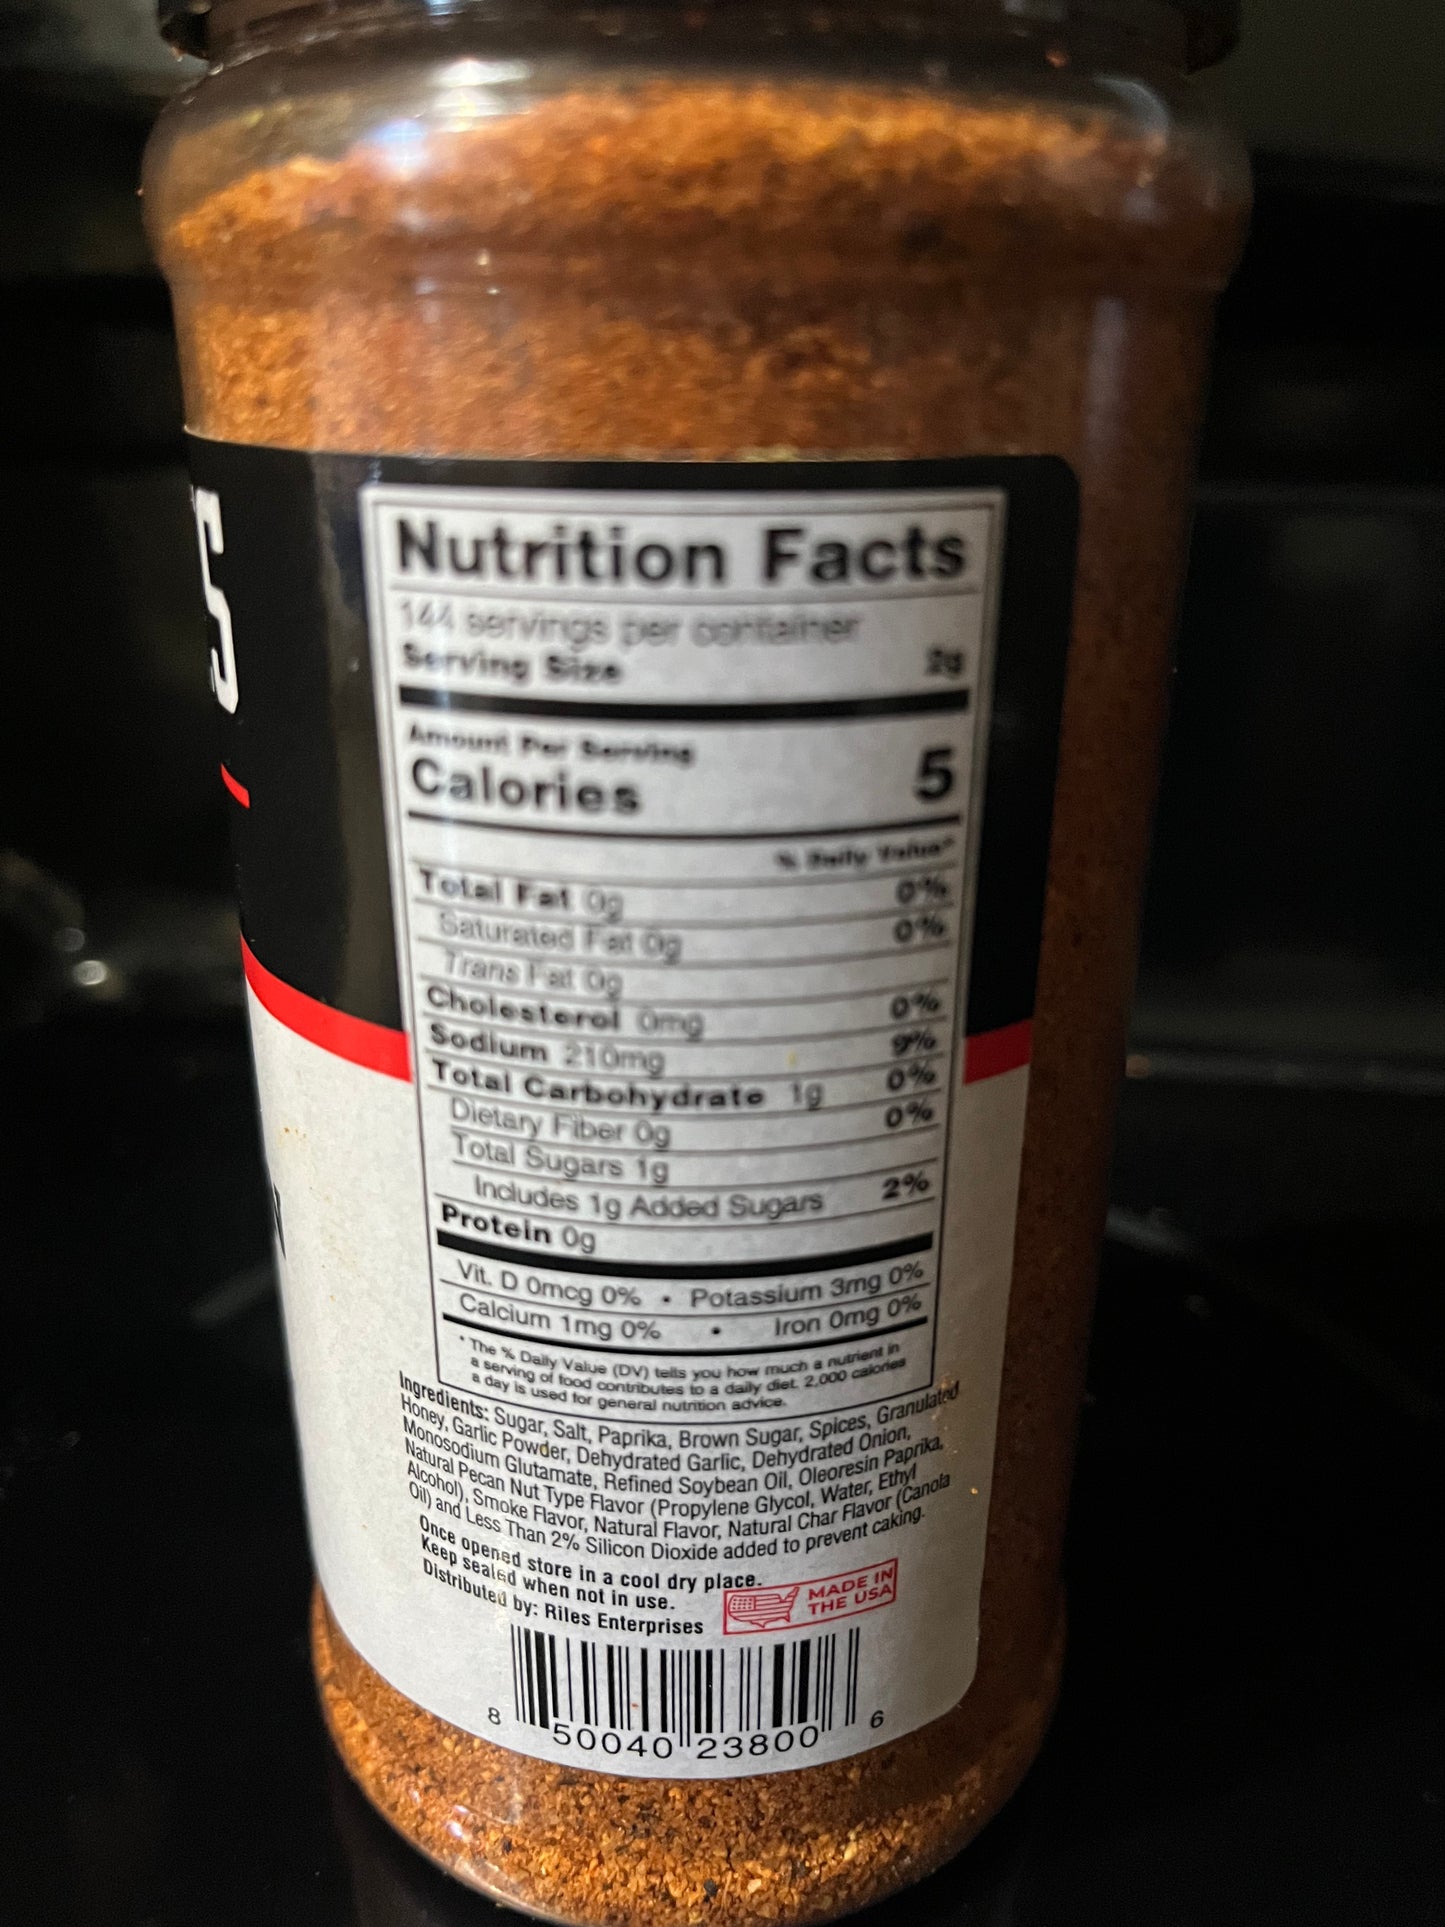 S
Nutrition Facts
144 servings per container
Serving Size 2g
Amount Per Serving
Calories 5
% Daily Value*
Total Fat 0g 0%
Saturated Fat 0g 0%
Trans Fat 0g
Cholesterol 0mg 0%
Sodium 210mg 9%
Total Carbohydrate 1g 0%
Dietary Fiber 0g 0%
Total Sugars 1g
Includes 1g Added Sugars 2%
Protein 0g
Vit. D 0mcg 0% • Potassium 3mg 0%
Calcium 1mg 0% • Iron 0mg 0%
* The % Daily Value (DV) tells you how much a nutrient in
a serving of food contributes to a daily diet. 2,000 calories
a day is used for general nutrition advice.
Ingredients: Sugar, Salt, Paprika, Brown Sugar, Spices, Granulated
Honey, Garlic Powder, Dehydrated Garlic, Dehydrated Onion,
Monosodium Glutamate, Refined Soybean Oil, Oleoresin Paprika,
Natural Pecan Nut Type Flavor (Propylene Glycol, Water, Ethyl
Alcohol), Smoke Flavor, Natural Flavor, Natural Char Flavor (Canola
Oil) and Less Than 2% Silicon Dioxide added to prevent caking.
Once opened store in a cool dry place.
Keep sealed when not in use.
Distributed by: Riles Enterprises
MADE IN
THE USA
8 50040 23800 6